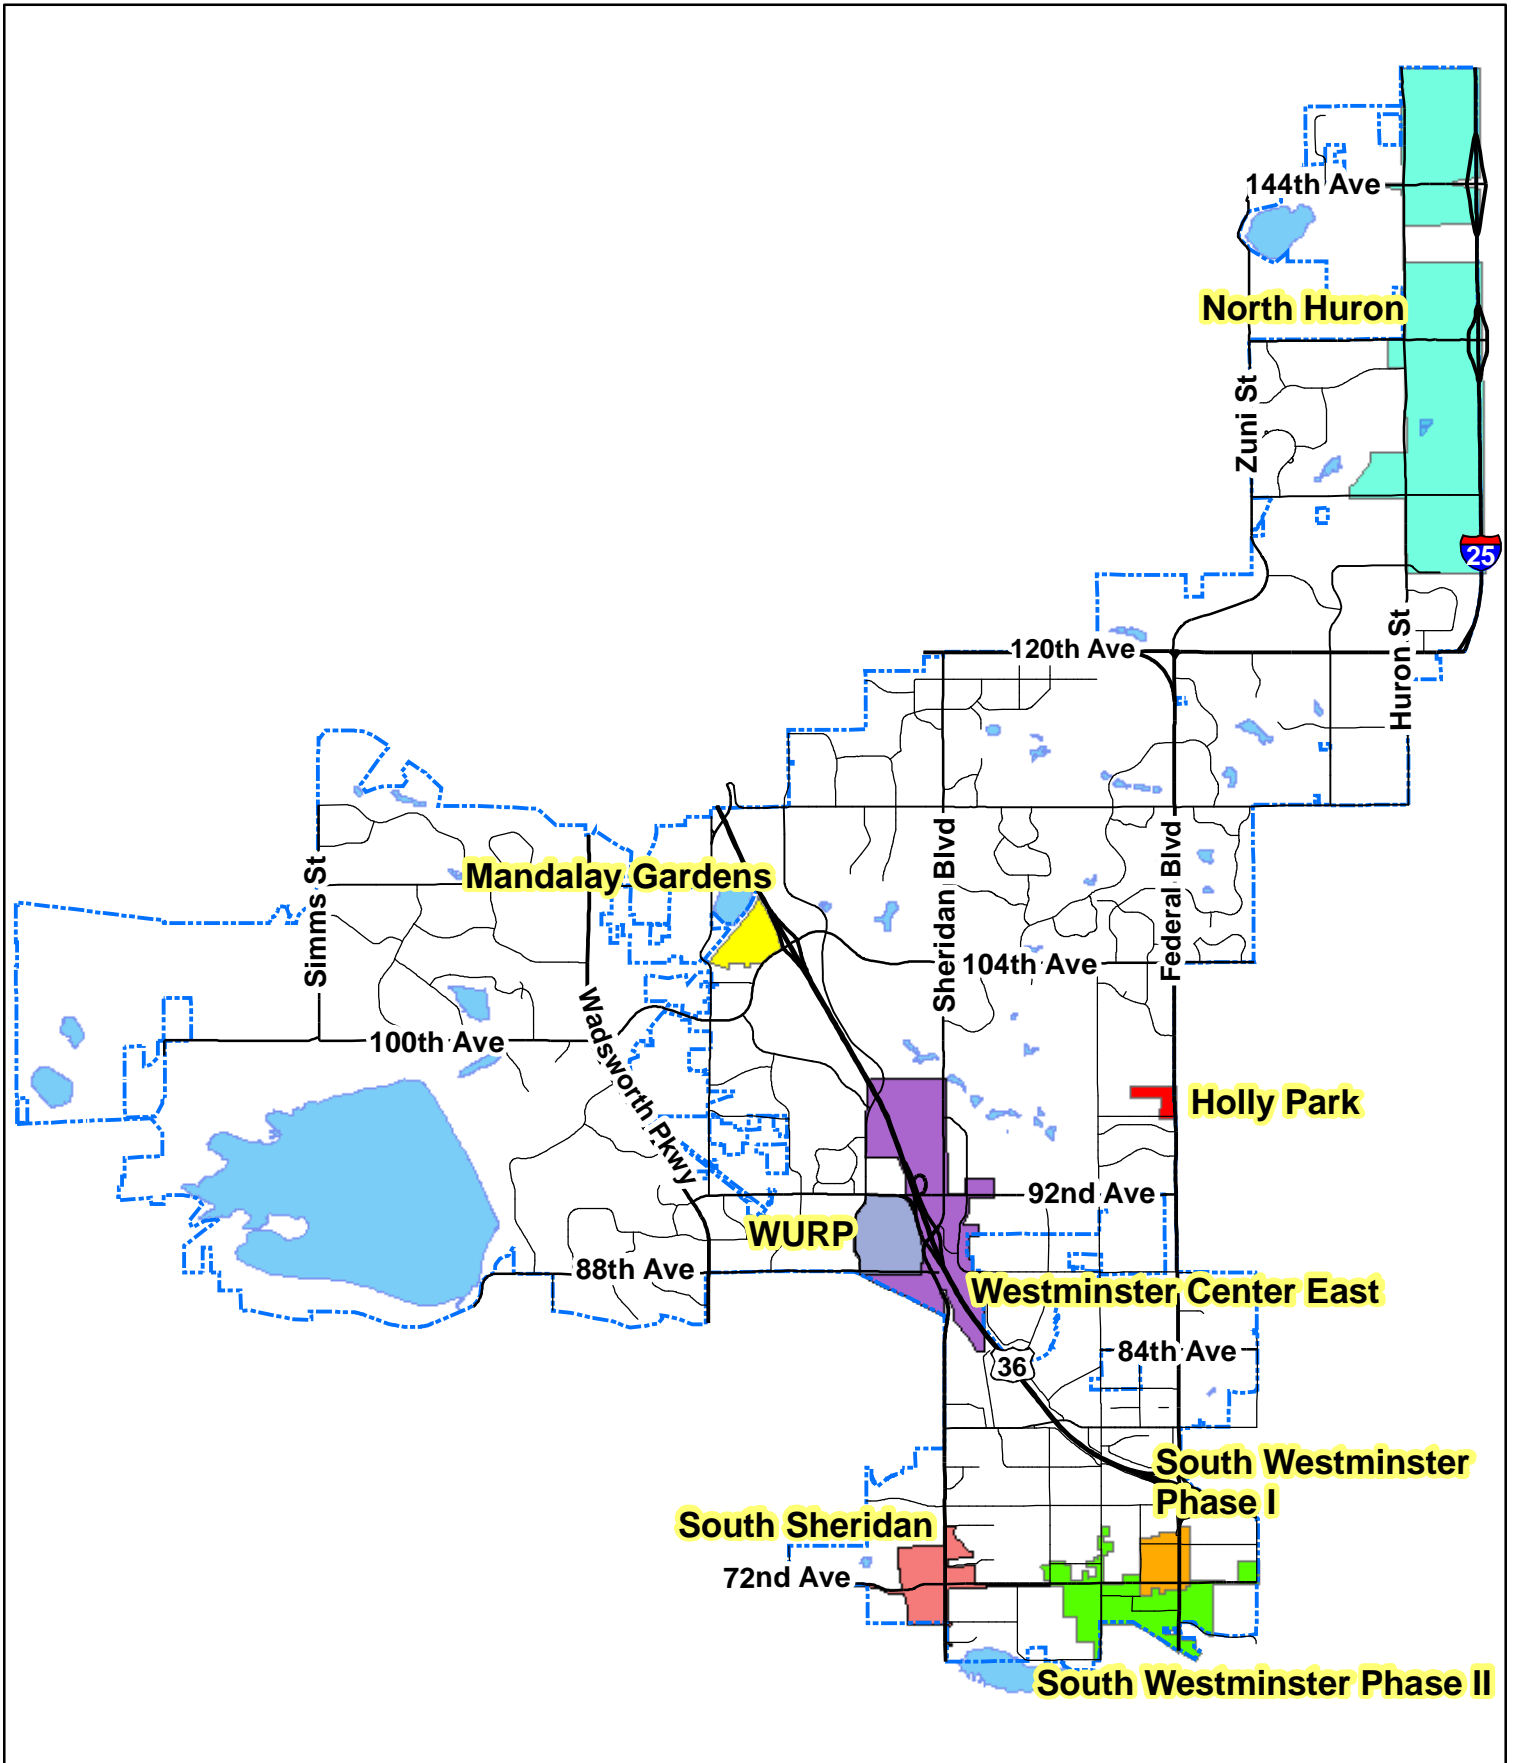 144th Ave
North Huron
Zuni St
25
Huron St
120th Ave
Mandalay Gardens
Simms St
Sheridan Blvd
Federal Blvd
104th Ave
Wadsworth Pkwy
100th Ave
Holly Park
92nd Ave
WURP
88th Ave
Westminster Center East
84th Ave
36
South Westminster
Phase I
South Sheridan
72nd Ave
South Westminster Phase II